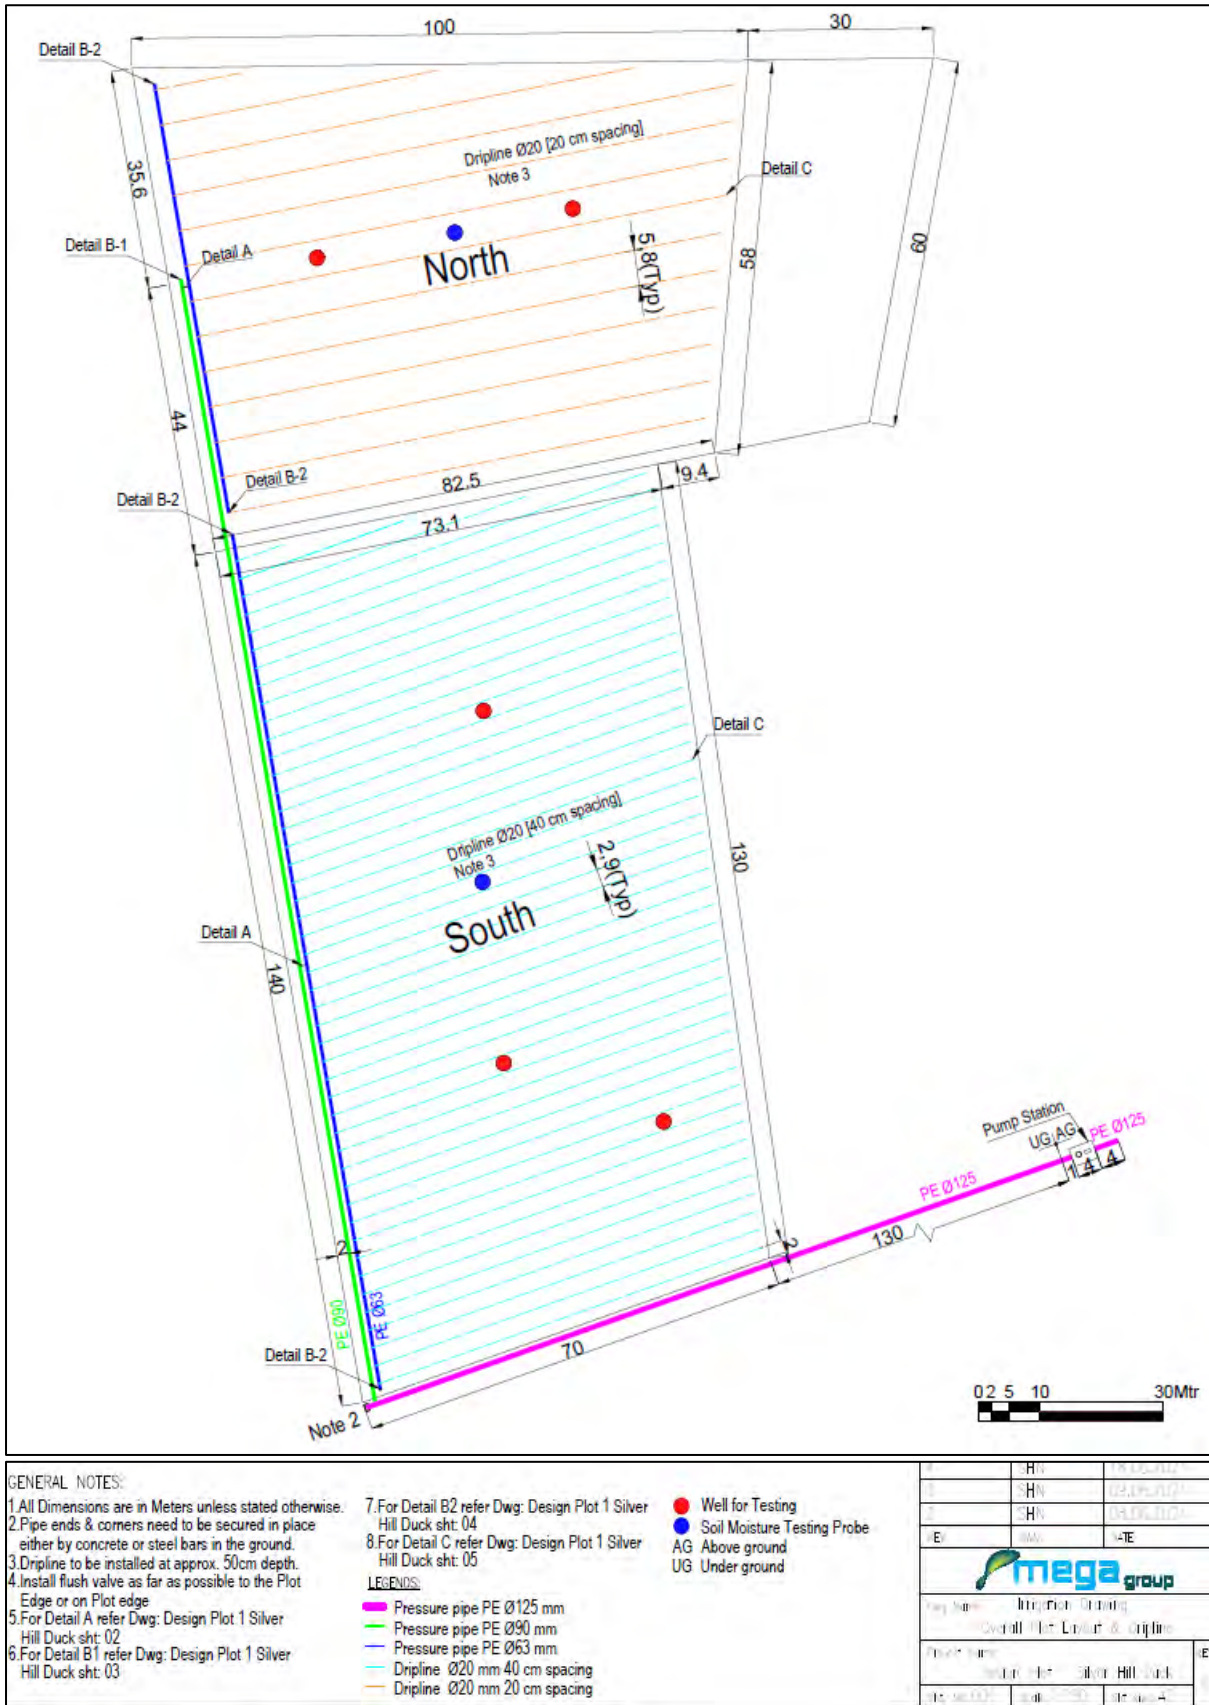 100
30
Detail B-2
35.6
Dripline Ø20 [20 cm spacing]
Note 3
Detail C
Detail B-1
Detail A
North
5,8(Typ)
58
60
44
82.5
9.4
Detail B-2
Detail B-2
73.1
Detail C
Dripline Ø20 [40 cm spacing]
Note 3
2,9(Typ)
130
South
Detail A
140
Pump Station
UG AG
PE Ø125
1 4 4
PE Ø125
130
2
2
PE Ø90
PE Ø63
Detail B-2
70
Note 2
0 2 5 10 30Mtr
GENERAL NOTES:
1.All Dimensions are in Meters unless stated otherwise.
2.Pipe ends & corners need to be secured in place
either by concrete or steel bars in the ground.
3.Dripline to be installed at approx. 50cm depth.
4.Install flush valve as far as possible to the Plot
Edge or on Plot edge
5.For Detail A refer Dwg: Design Plot 1 Silver
Hill Duck sht: 02
6.For Detail B1 refer Dwg: Design Plot 1 Silver
Hill Duck sht: 03
7.For Detail B2 refer Dwg: Design Plot 1 Silver
Hill Duck sht: 04
8.For Detail C refer Dwg: Design Plot 1 Silver
Hill Duck sht: 05
LEGENDS:
Pressure pipe PE Ø125 mm
Pressure pipe PE Ø90 mm
Pressure pipe PE Ø63 mm
Dripline Ø20 mm 40 cm spacing
Dripline Ø20 mm 20 cm spacing
Well for Testing
Soil Moisture Testing Probe
AG Above ground
UG Under ground
SHN
SHN
SHN
mega group
Irrigation Drawing
Overall Plot Layout & Dripline
Hill Duck